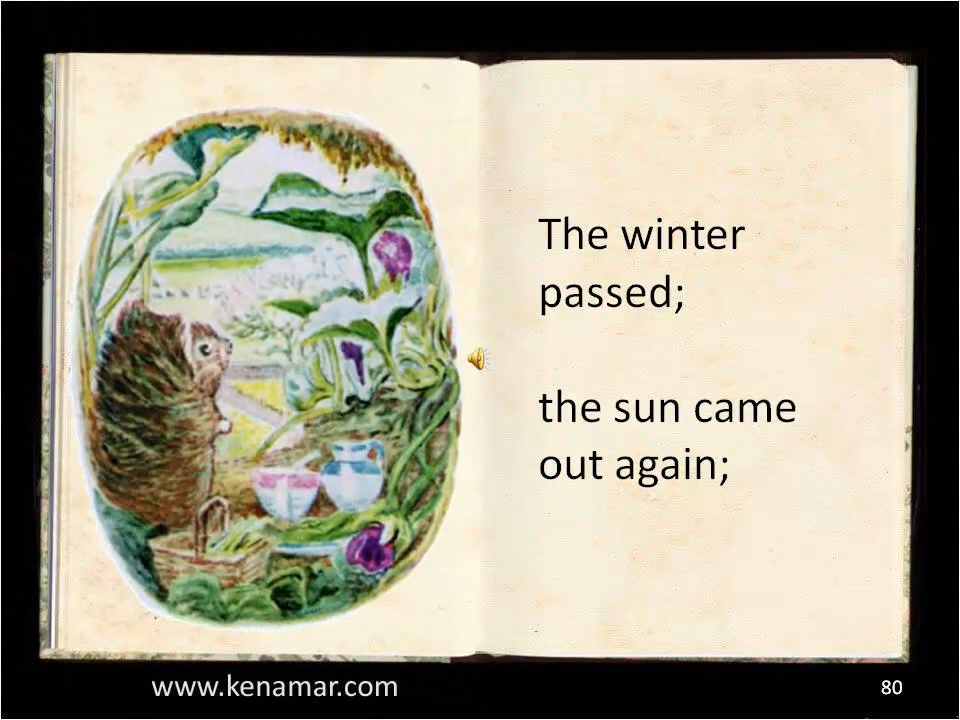 The winter
passed;
the sun came
out again;
www.kenamar.com
80